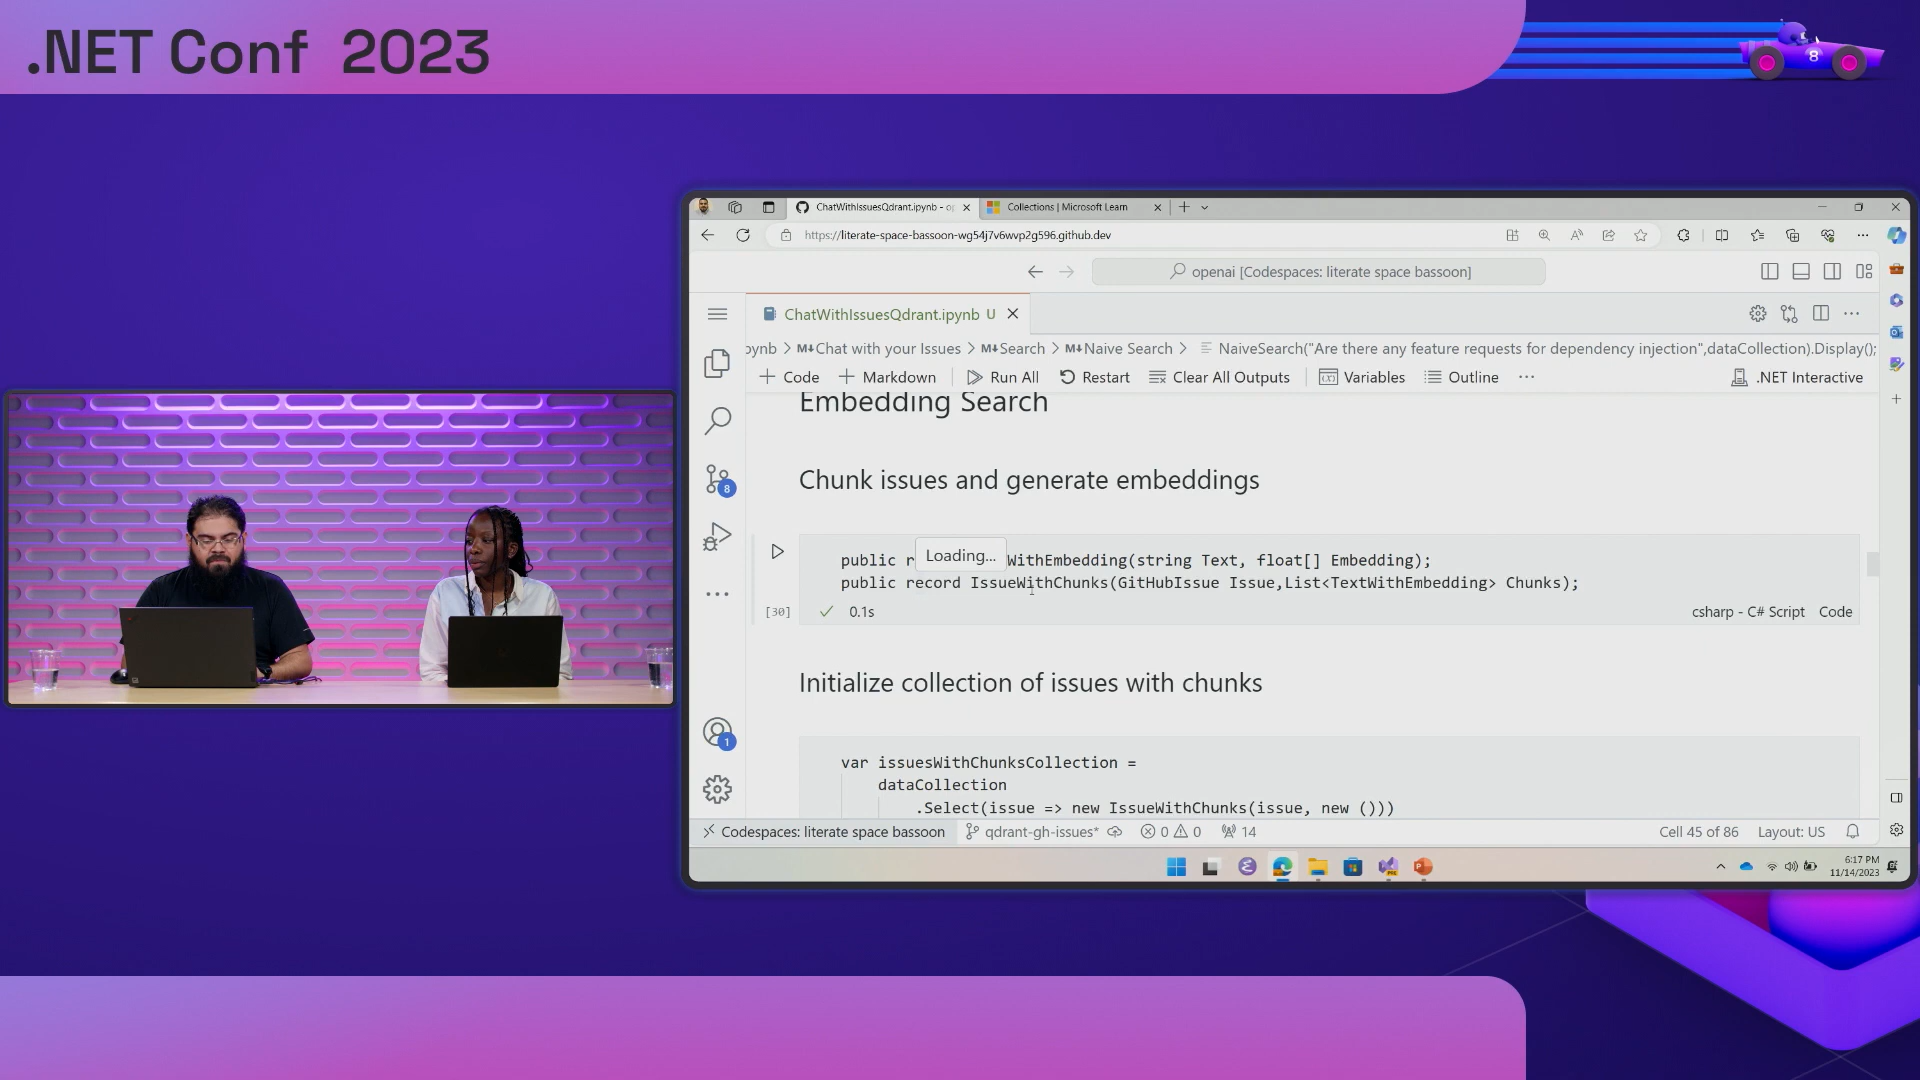 .NET Conf 2023
8
ChatWithIssuesQdrant.ipynb - op
Collections | Microsoft Learn
https://literate-space-bassoon-wg54j7v6wvp2g596.github.dev
openai [Codespaces: literate space bassoon]
ChatWithIssuesQdrant.ipynb U
ynb > M↓Chat with your Issues > M↓Search > M↓Naive Search > NaiveSearch("Are there any feature requests for dependency injection",dataCollection).Display();
+ Code + Markdown Run All Restart Clear All Outputs Variables Outline ··· .NET Interactive
Embedding Search
Chunk issues and generate embeddings
8
Loading...
public r WithEmbedding(string Text, float[] Embedding);
public record IssueWithChunks(GitHubIssue Issue,List<TextWithEmbedding> Chunks);
[30] 0.1s csharp - C# Script Code
Initialize collection of issues with chunks
1
var issuesWithChunksCollection =
dataCollection
.Select(issue => new IssueWithChunks(issue, new ()))
Codespaces: literate space bassoon qdrant-gh-issues* 0 0 14 Cell 45 of 86 Layout: US
6:17 PM
11/14/2023